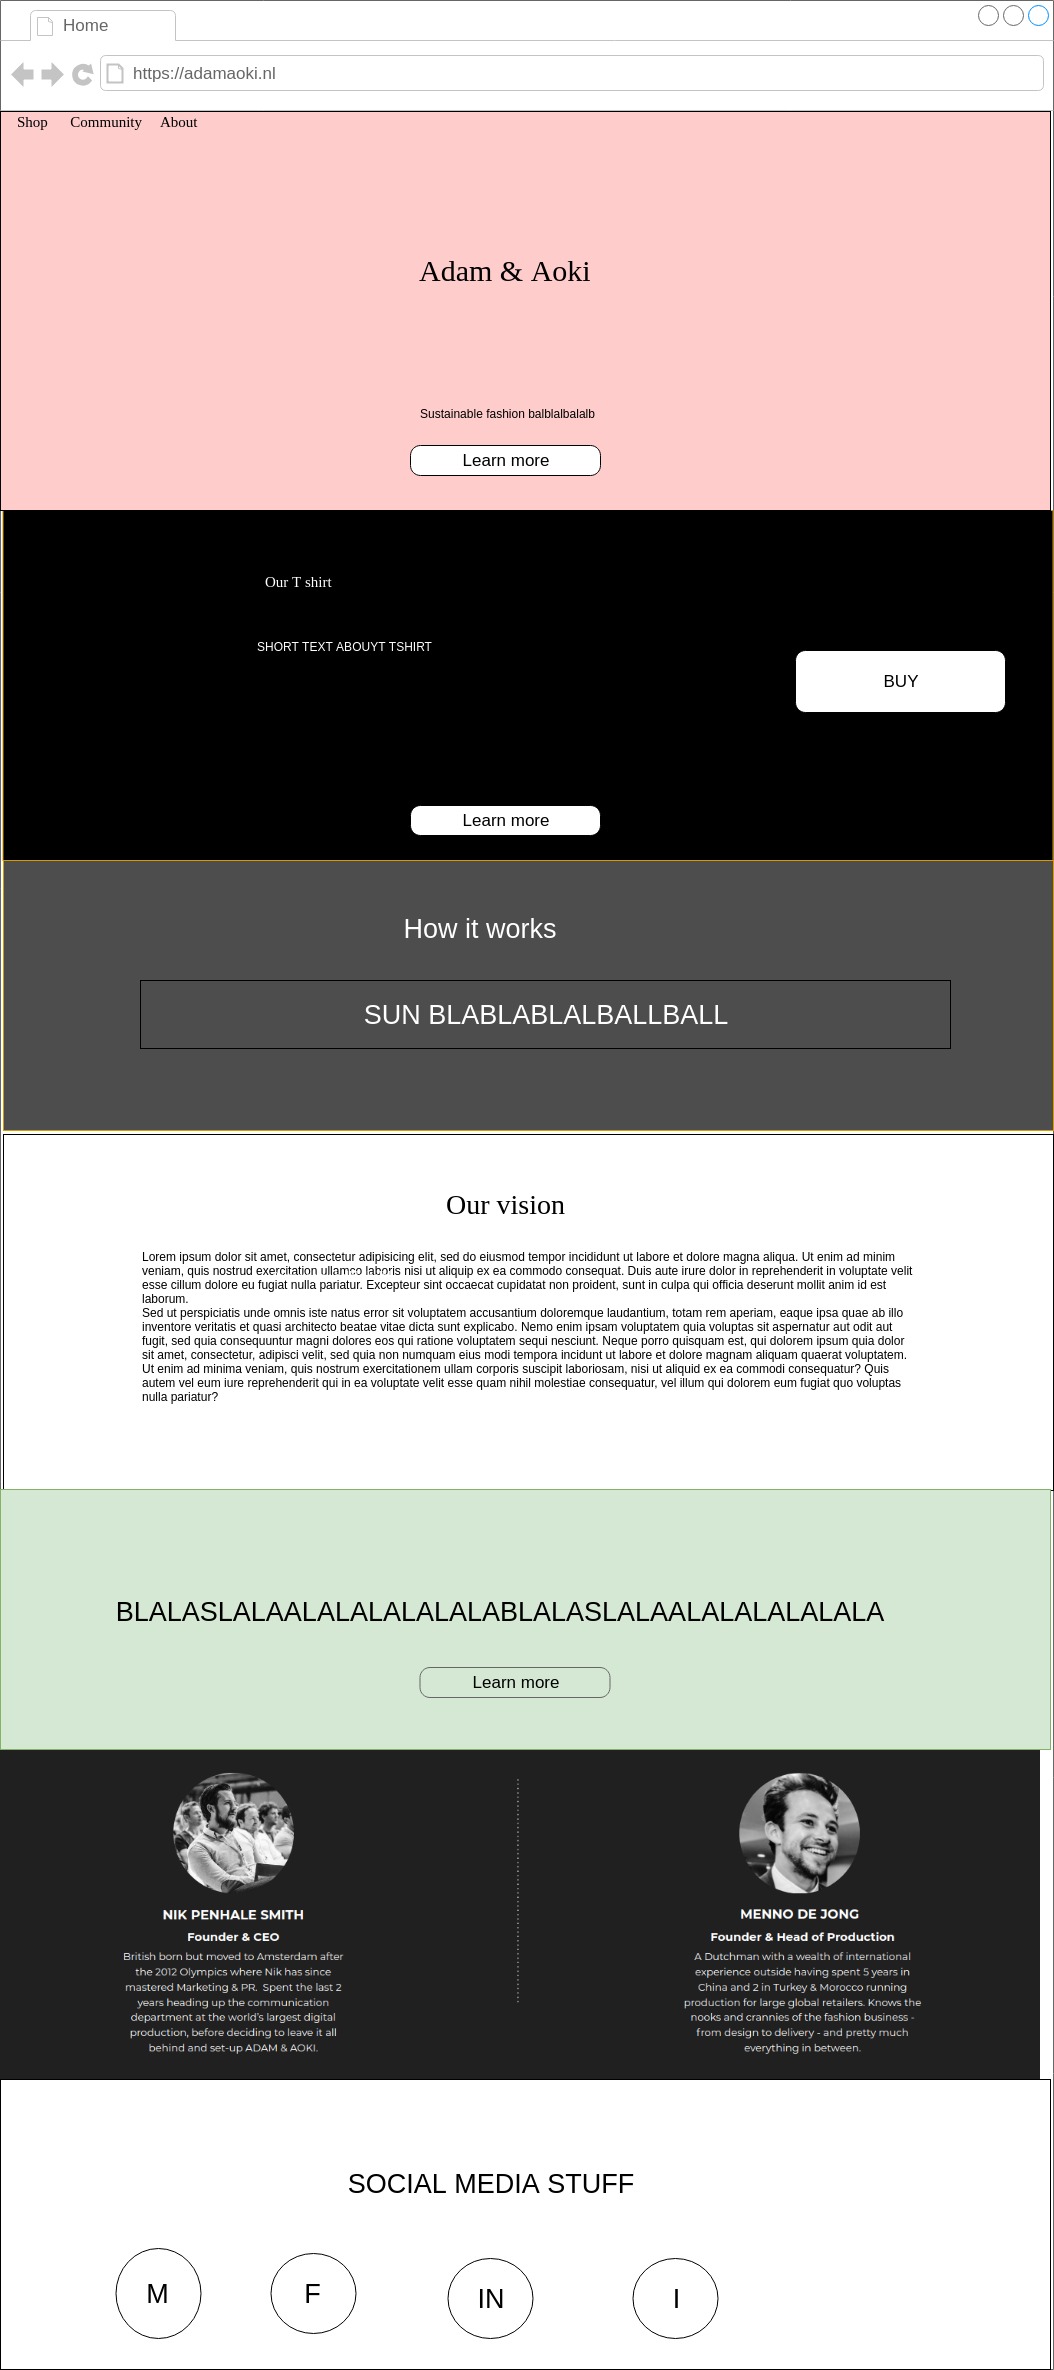 Home
https://adamaoki.nl
Shop Community About
Adam & Aoki
Sustainable fashion balblalbalalb
Learn more
Our T shirt
SHORT TEXT ABOUYT TSHIRT
BUY
Learn more
How it works
SUN BLABLABLALBALLBALL
Our vision
Lorem ipsum dolor sit amet, consectetur adipisicing elit, sed do eiusmod tempor incididunt ut labore et dolore magna aliqua. Ut enim ad minim
veniam, quis nostrud exercitation ullamco laboris nisi ut aliquip ex ea commodo consequat. Duis aute irure dolor in reprehenderit in voluptate velit
esse cillum dolore eu fugiat nulla pariatur. Excepteur sint occaecat cupidatat non proident, sunt in culpa qui officia deserunt mollit anim id est
laborum.
Sed ut perspiciatis unde omnis iste natus error sit voluptatem accusantium doloremque laudantium, totam rem aperiam, eaque ipsa quae ab illo
inventore veritatis et quasi architecto beatae vitae dicta sunt explicabo. Nemo enim ipsam voluptatem quia voluptas sit aspernatur aut odit aut
fugit, sed quia consequuntur magni dolores eos qui ratione voluptatem sequi nesciunt. Neque porro quisquam est, qui dolorem ipsum quia dolor
sit amet, consectetur, adipisci velit, sed quia non numquam eius modi tempora incidunt ut labore et dolore magnam aliquam quaerat voluptatem.
Ut enim ad minima veniam, quis nostrum exercitationem ullam corporis suscipit laboriosam, nisi ut aliquid ex ea commodi consequatur? Quis
autem vel eum iure reprehenderit qui in ea voluptate velit esse quam nihil molestiae consequatur, vel illum qui dolorem eum fugiat quo voluptas
nulla pariatur?
BLALASLALAALALALALALALABLALASLALAALALALALALALA
Learn more
NIK PENHALE SMITH
Founder & CEO
British born but moved to Amsterdam after
the 2012 Olympics where Nik has since
mastered Marketing & PR. Spent the last 2
years heading up the communication
department at the world's largest digital
production, before deciding to leave it all
behind and set-up ADAM & AOKI.
MENNO DE JONG
Founder & Head of Production
A Dutchman with a wealth of international
experience outside having spent 5 years in
China and 2 in Turkey & Morocco running
production for large global retailers. Knows the
nooks and crannies of the fashion business -
from design to delivery - and pretty much
everything in between.
SOCIAL MEDIA STUFF
M F IN I